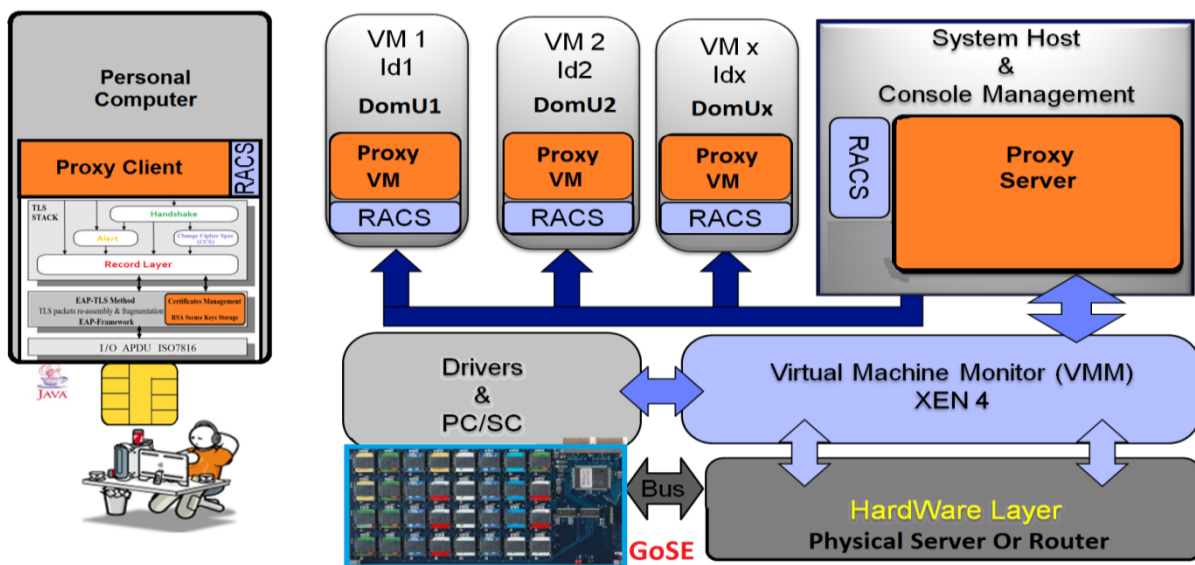 Personal
Computer
Proxy Client
RACS
TLS
STACK
Handshake
Alert
Change Cipher Spec
(CCS)
Record Layer
EAP-TLS Method
TLS packets re-assembly & fragmentation
EAP-Framework
Certificates Management
RSA Secure Keys Storage
I/O APDU ISO7816
JAVA
VM 1
Id1
DomU1
Proxy
VM
RACS
VM 2
Id2
DomU2
Proxy
VM
RACS
VM x
Idx
DomUx
Proxy
VM
RACS
System Host
&
Console Management
RACS
Proxy
Server
Drivers
&
PC/SC
Virtual Machine Monitor (VMM)
XEN 4
Bus
GoSE
HardWare Layer
Physical Server Or Router